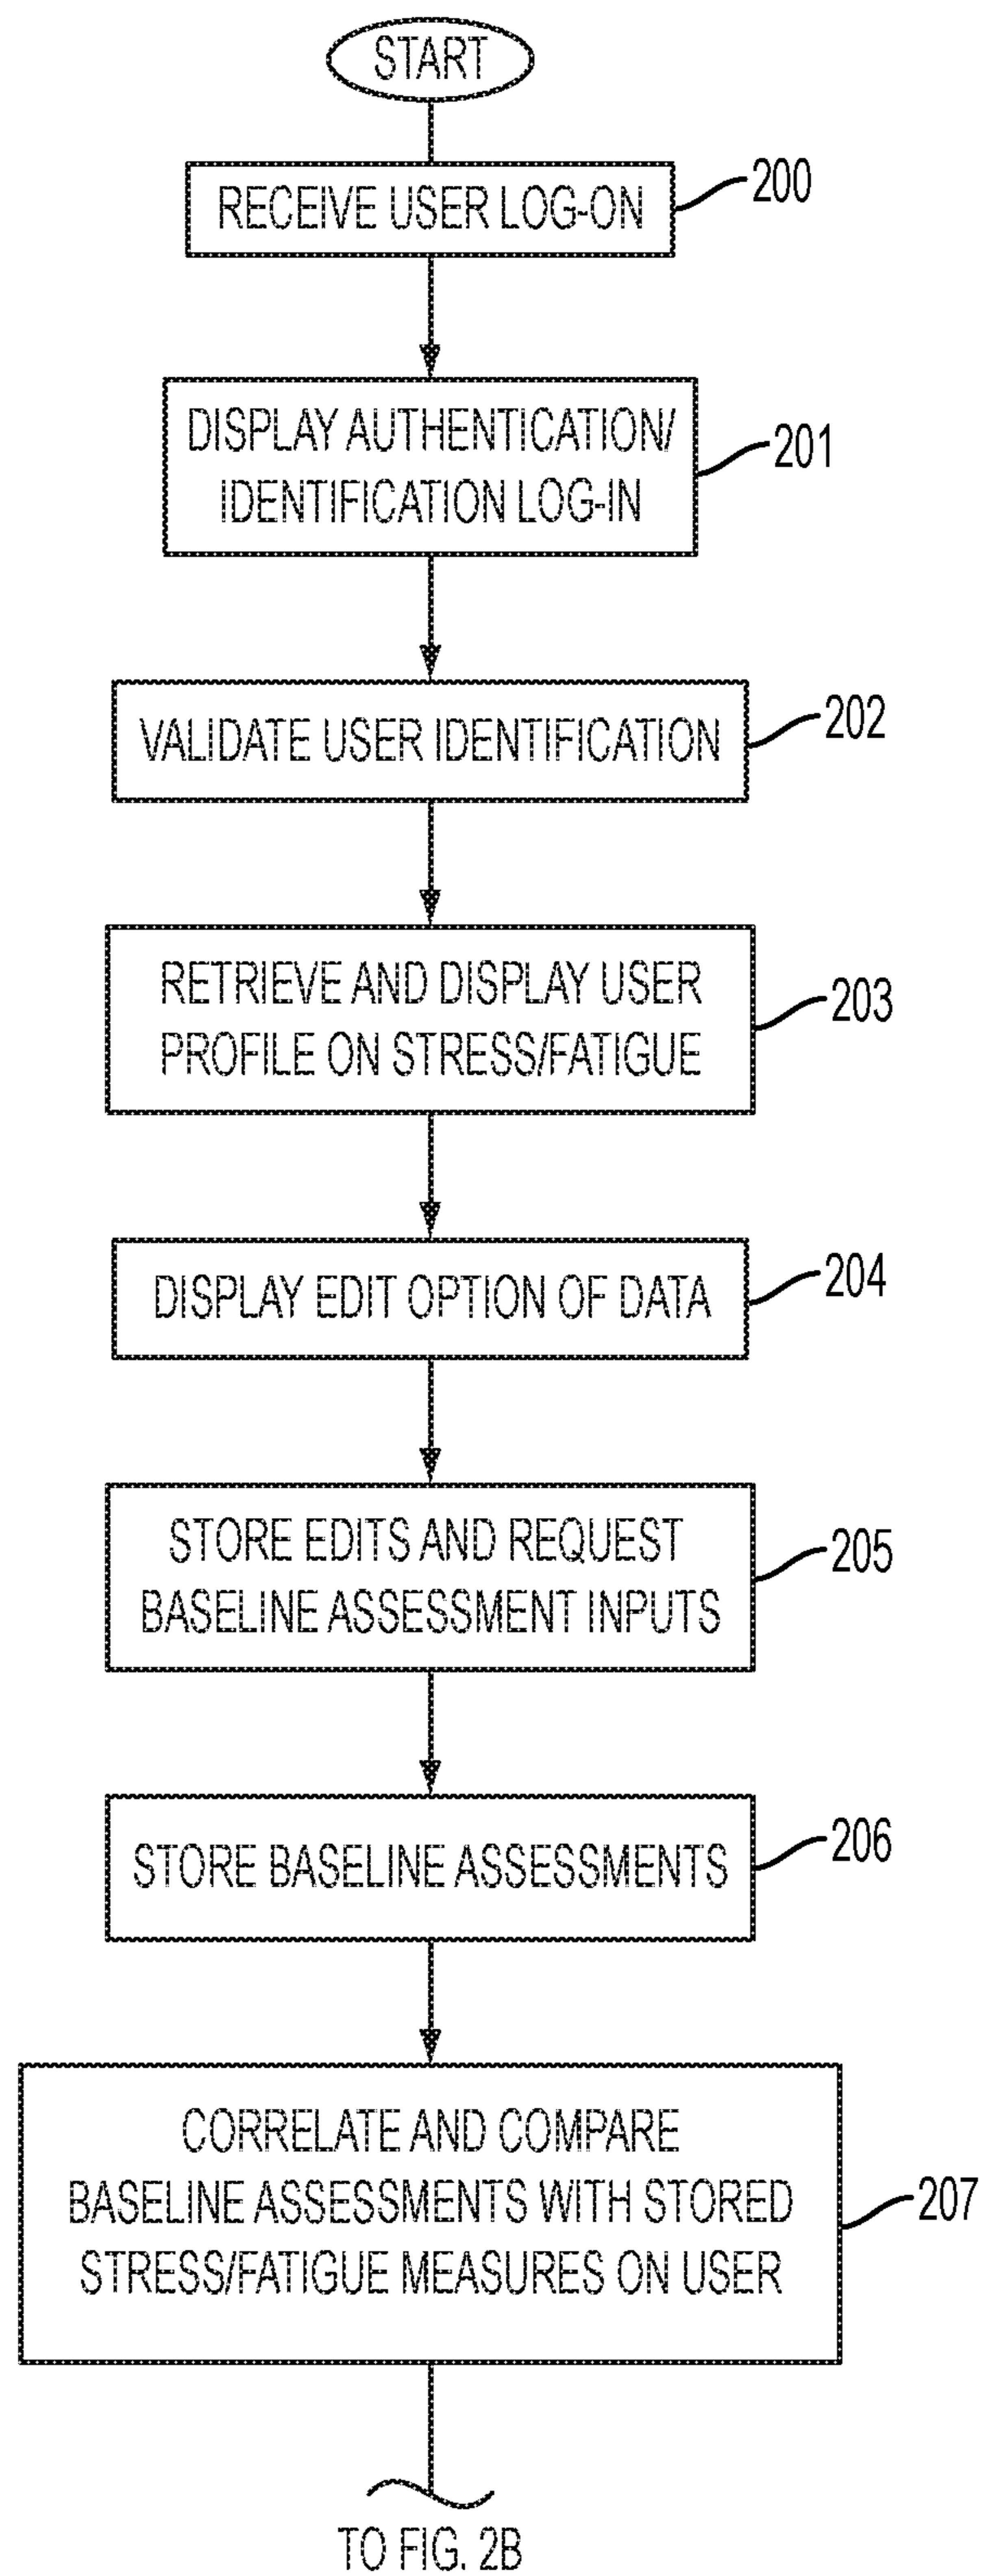 START
RECEIVE USER LOG-ON
200
DISPLAY AUTHENTICATION/
IDENTIFICATION LOG-IN
201
VALIDATE USER IDENTIFICATION
202
RETRIEVE AND DISPLAY USER
PROFILE ON STRESS/FATIGUE
203
DISPLAY EDIT OPTION OF DATA
204
STORE EDITS AND REQUEST
BASELINE ASSESSMENT INPUTS
205
STORE BASELINE ASSESSMENTS
206
CORRELATE AND COMPARE
BASELINE ASSESSMENTS WITH STORED
STRESS/FATIGUE MEASURES ON USER
207
TO FIG. 2B